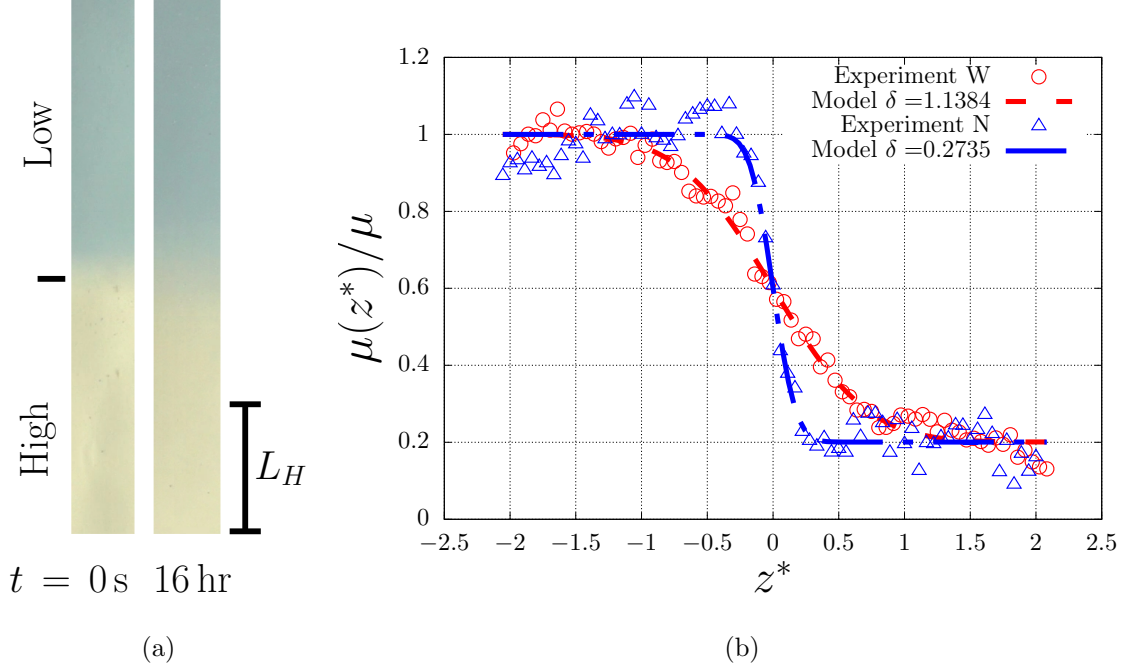 Low
High
L_H
t = 0 s 16 hr
(a)
μ(z*)/μ
1.2
1
0.8
0.6
0.4
0.2
0
−2.5 −2 −1.5 −1 −0.5 0 0.5 1 1.5 2 2.5
z*
Experiment W
Model δ =1.1384
Experiment N
Model δ =0.2735
(b)